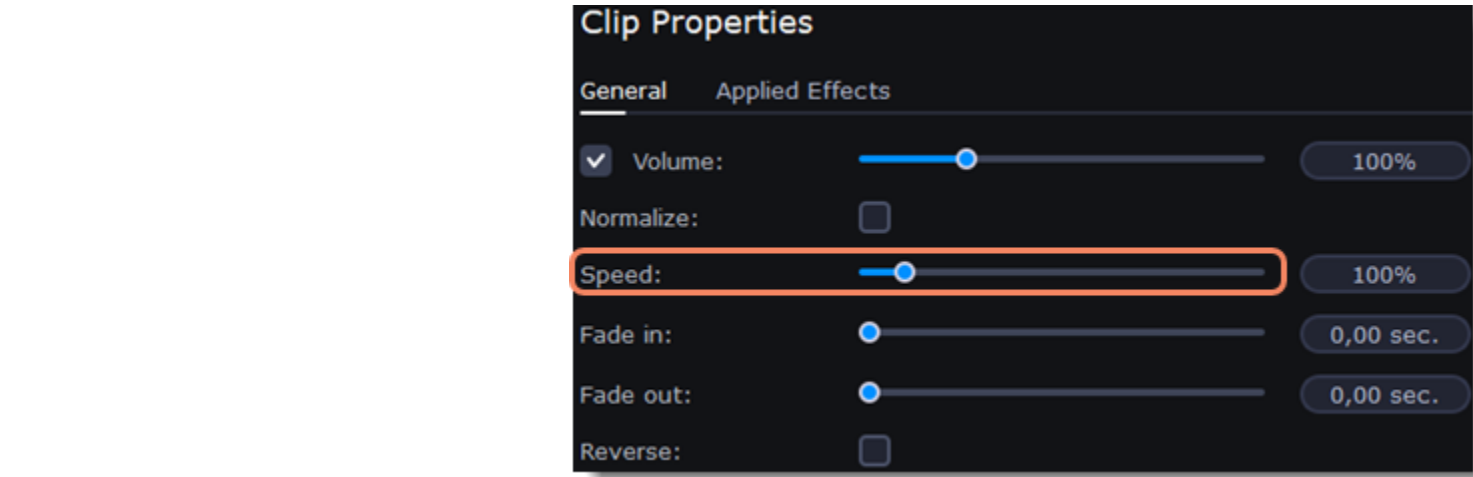 Clip Properties
General Applied Effects
Volume: 100%
Normalize:
Speed: 100%
Fade in: 0,00 sec.
Fade out: 0,00 sec.
Reverse: